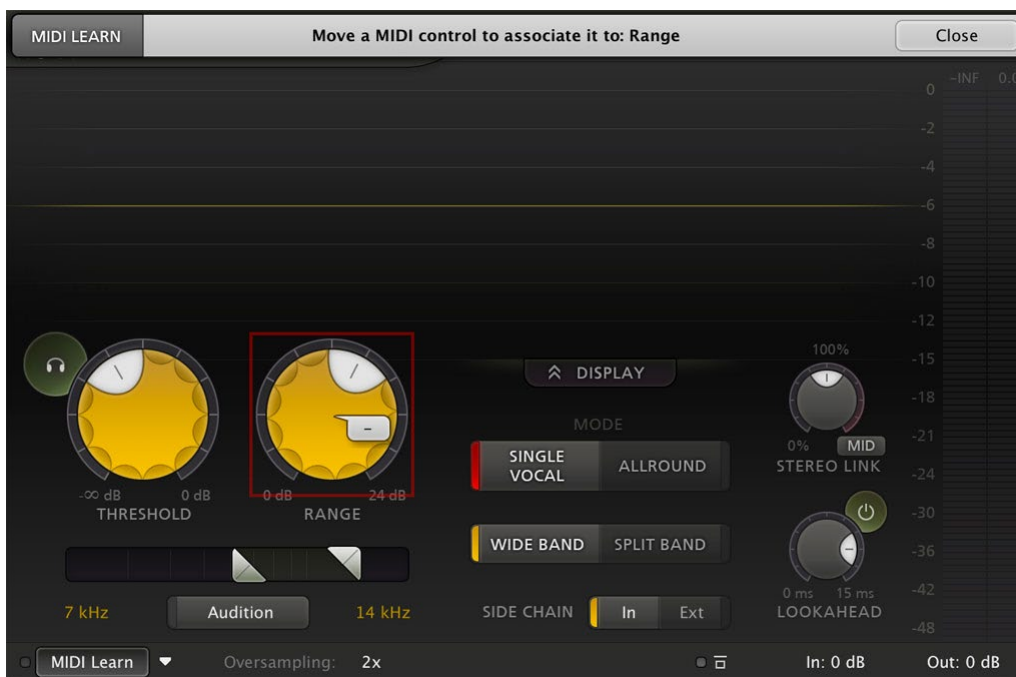 MIDI LEARN
Move a MIDI control to associate it to: Range
Close
-INF 0.0
0
-2
-4
-6
-8
-10
-12
-15
-18
-21
-24
-30
-36
-42
-48
-∞ dB 0 dB
THRESHOLD
0 dB 24 dB
RANGE
-
DISPLAY
MODE
SINGLE VOCAL
ALLROUND
WIDE BAND SPLIT BAND
SIDE CHAIN In Ext
100%
0% MID
STEREO LINK
0 ms 15 ms
LOOKAHEAD
7 kHz Audition 14 kHz
MIDI Learn Oversampling: 2x In: 0 dB Out: 0 dB